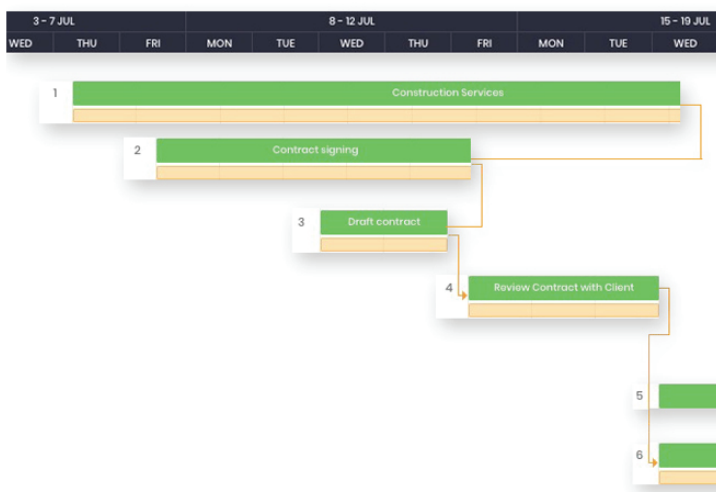 3 - 7 JUL 8 - 12 JUL 15 - 19 JUL
WED THU FRI MON TUE WED THU FRI MON TUE WED
1 Construction Services
2 Contract signing
3 Draft contract
4 Review Contract with Client
5
6